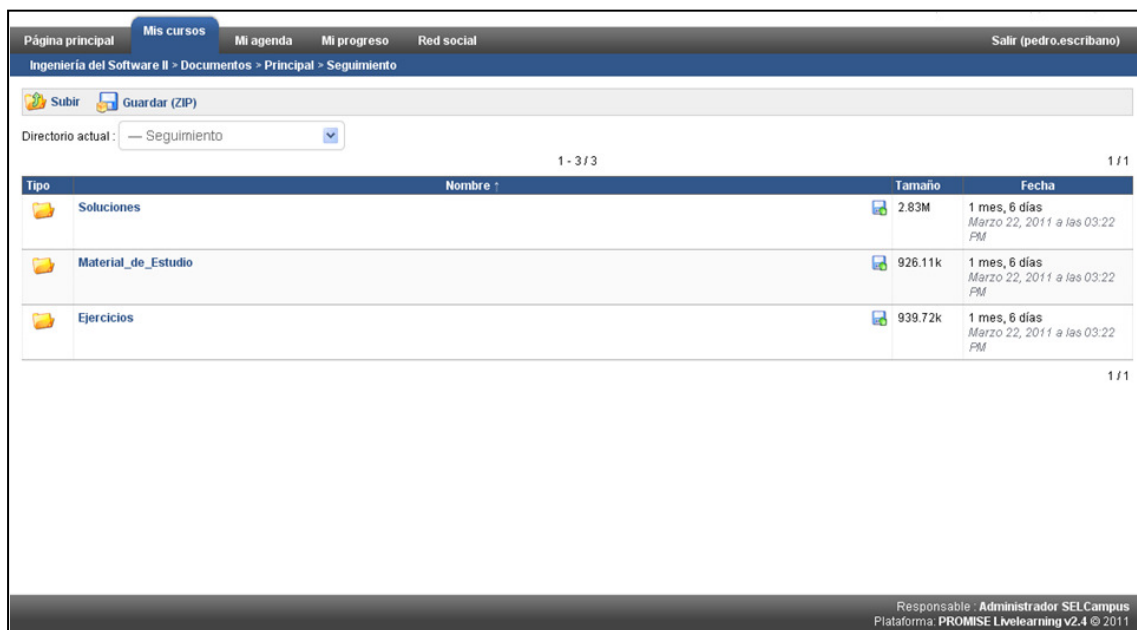 Página principal Mis cursos Mi agenda Mi progreso Red social Salir (pedro.escribano)
Ingeniería del Software II > Documentos > Principal > Seguimiento
Subir Guardar (ZIP)
Directorio actual : — Seguimiento
1 - 3 / 3 1 / 1
Tipo Nombre ↑ Tamaño Fecha
Soluciones 2.83M 1 mes, 6 días
Marzo 22, 2011 a las 03:22
PM
Material_de_Estudio 926.11k 1 mes, 6 días
Marzo 22, 2011 a las 03:22
PM
Ejercicios 939.72k 1 mes, 6 días
Marzo 22, 2011 a las 03:22
PM
1 / 1
Responsable : Administrador SELCampus
Plataforma: PROMISE Livelearning v2.4 © 2011